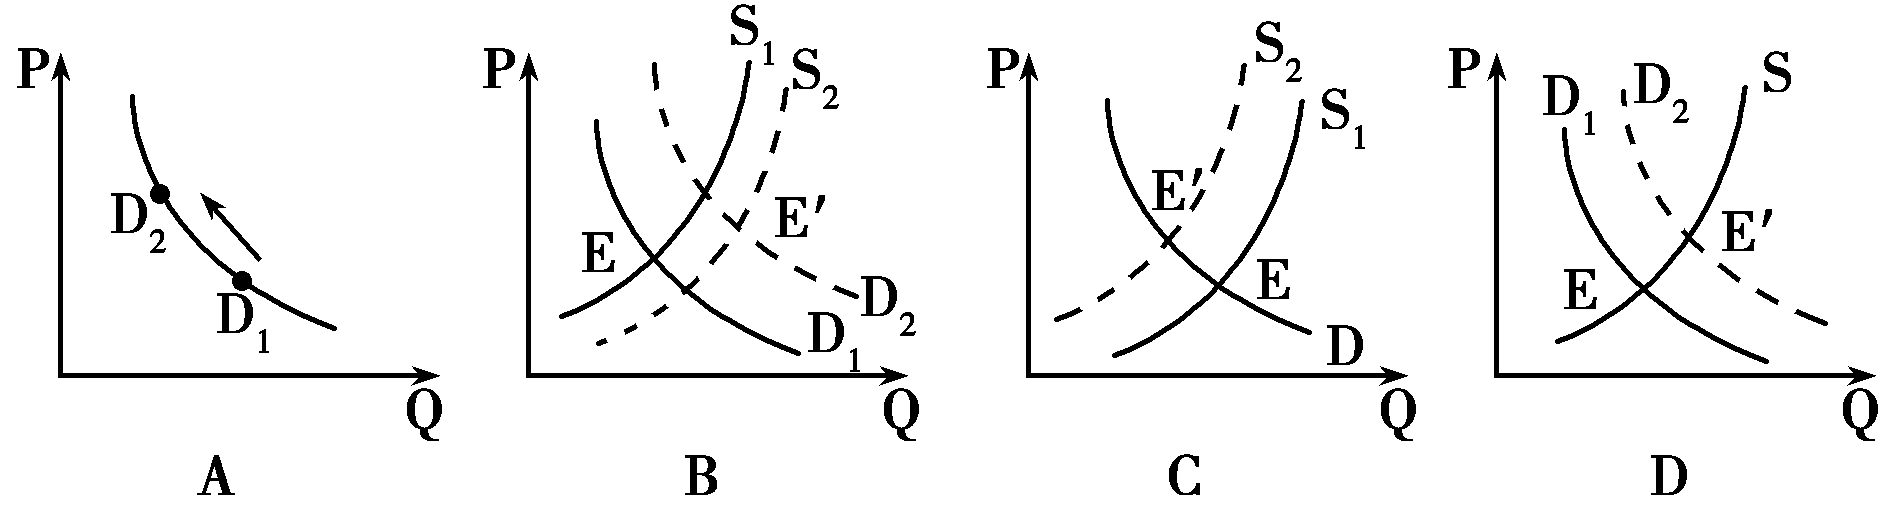 P
D₂
D₁
Q
A
P
S₁
S₂
E
E′
D₂
D₁
Q
B
P
S₂
S₁
E′
E
D
Q
C
P
D₁
D₂
S
E′
E
Q
D